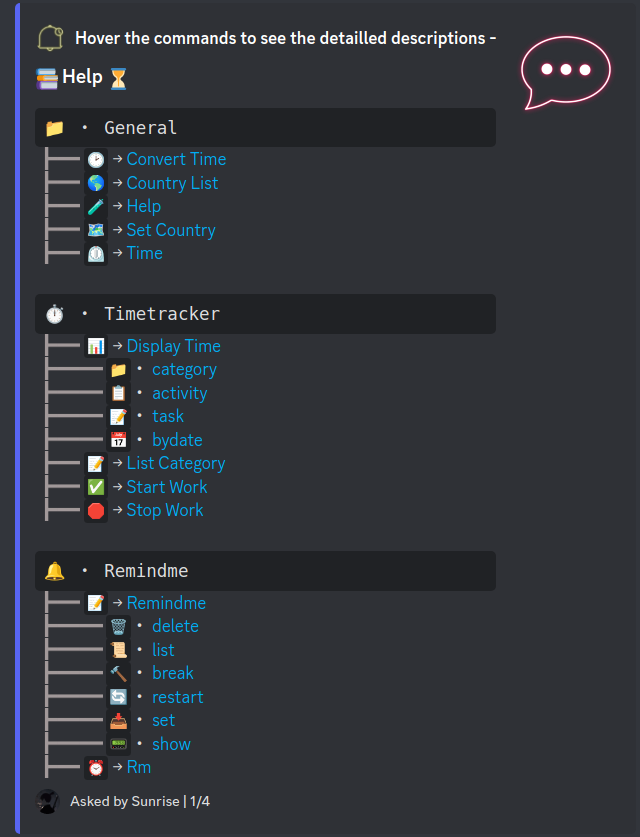 Hover the commands to see the detailled descriptions -
Help
• General
→ Convert Time
→ Country List
→ Help
→ Set Country
→ Time
• Timetracker
→ Display Time
• category
• activity
• task
• bydate
→ List Category
→ Start Work
→ Stop Work
• Remindme
→ Remindme
• delete
• list
• break
• restart
• set
• show
→ Rm
Asked by Sunrise | 1/4